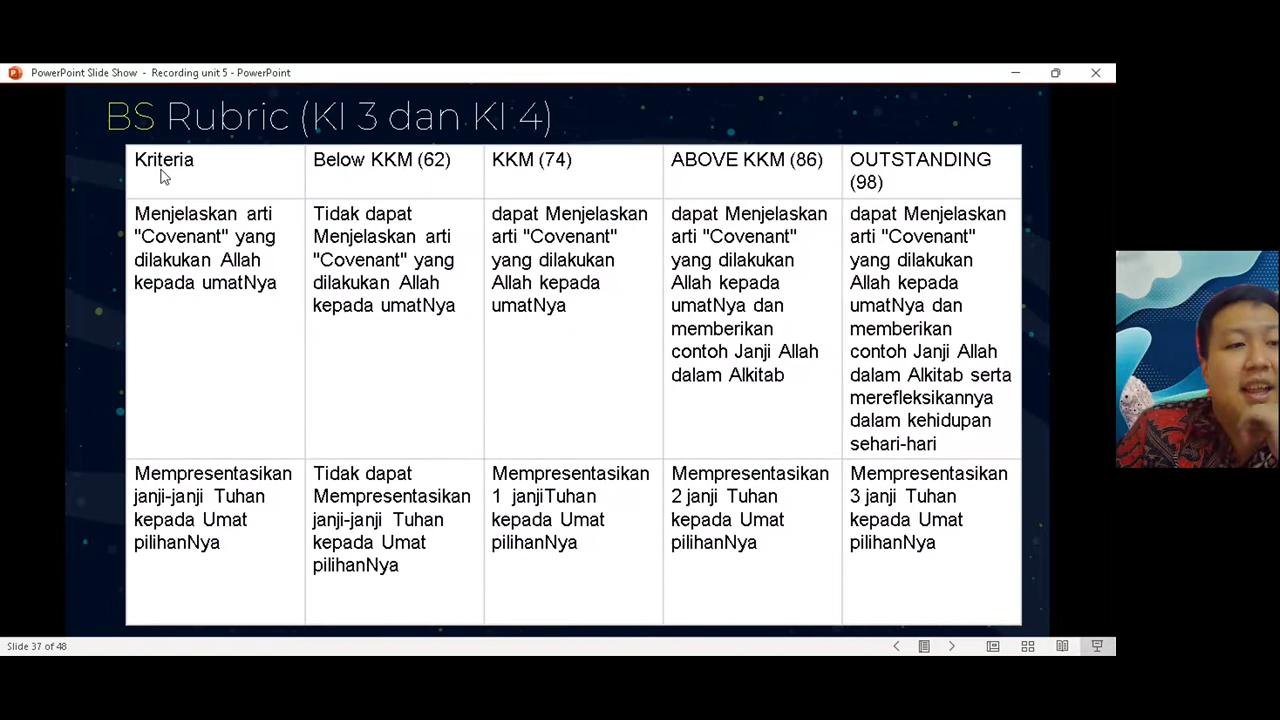 PowerPoint Slide Show - Recording unit 5 - PowerPoint
BS Rubric (KI 3 dan KI 4)
Kriteria
Below KKM (62)
KKM (74)
ABOVE KKM (86)
OUTSTANDING
(98)
Menjelaskan arti
"Covenant" yang
dilakukan Allah
kepada umatNya
Tidak dapat
Menjelaskan arti
"Covenant" yang
dilakukan Allah
kepada umatNya
dapat Menjelaskan
arti "Covenant"
yang dilakukan
Allah kepada
umatNya
dapat Menjelaskan
arti "Covenant"
yang dilakukan
Allah kepada
umatNya dan
memberikan
contoh Janji Allah
dalam Alkitab
dapat Menjelaskan
arti "Covenant"
yang dilakukan
Allah kepada
umatNya dan
memberikan
contoh Janji Allah
dalam Alkitab serta
merefleksikannya
dalam kehidupan
sehari-hari
Mempresentasikan
janji-janji Tuhan
kepada Umat
pilihanNya
Tidak dapat
Mempresentasikan
janji-janji Tuhan
kepada Umat
pilihanNya
Mempresentasikan
1 janjiTuhan
kepada Umat
pilihanNya
Mempresentasikan
2 janji Tuhan
kepada Umat
pilihanNya
Mempresentasikan
3 janji Tuhan
kepada Umat
pilihanNya
Slide 37 of 48